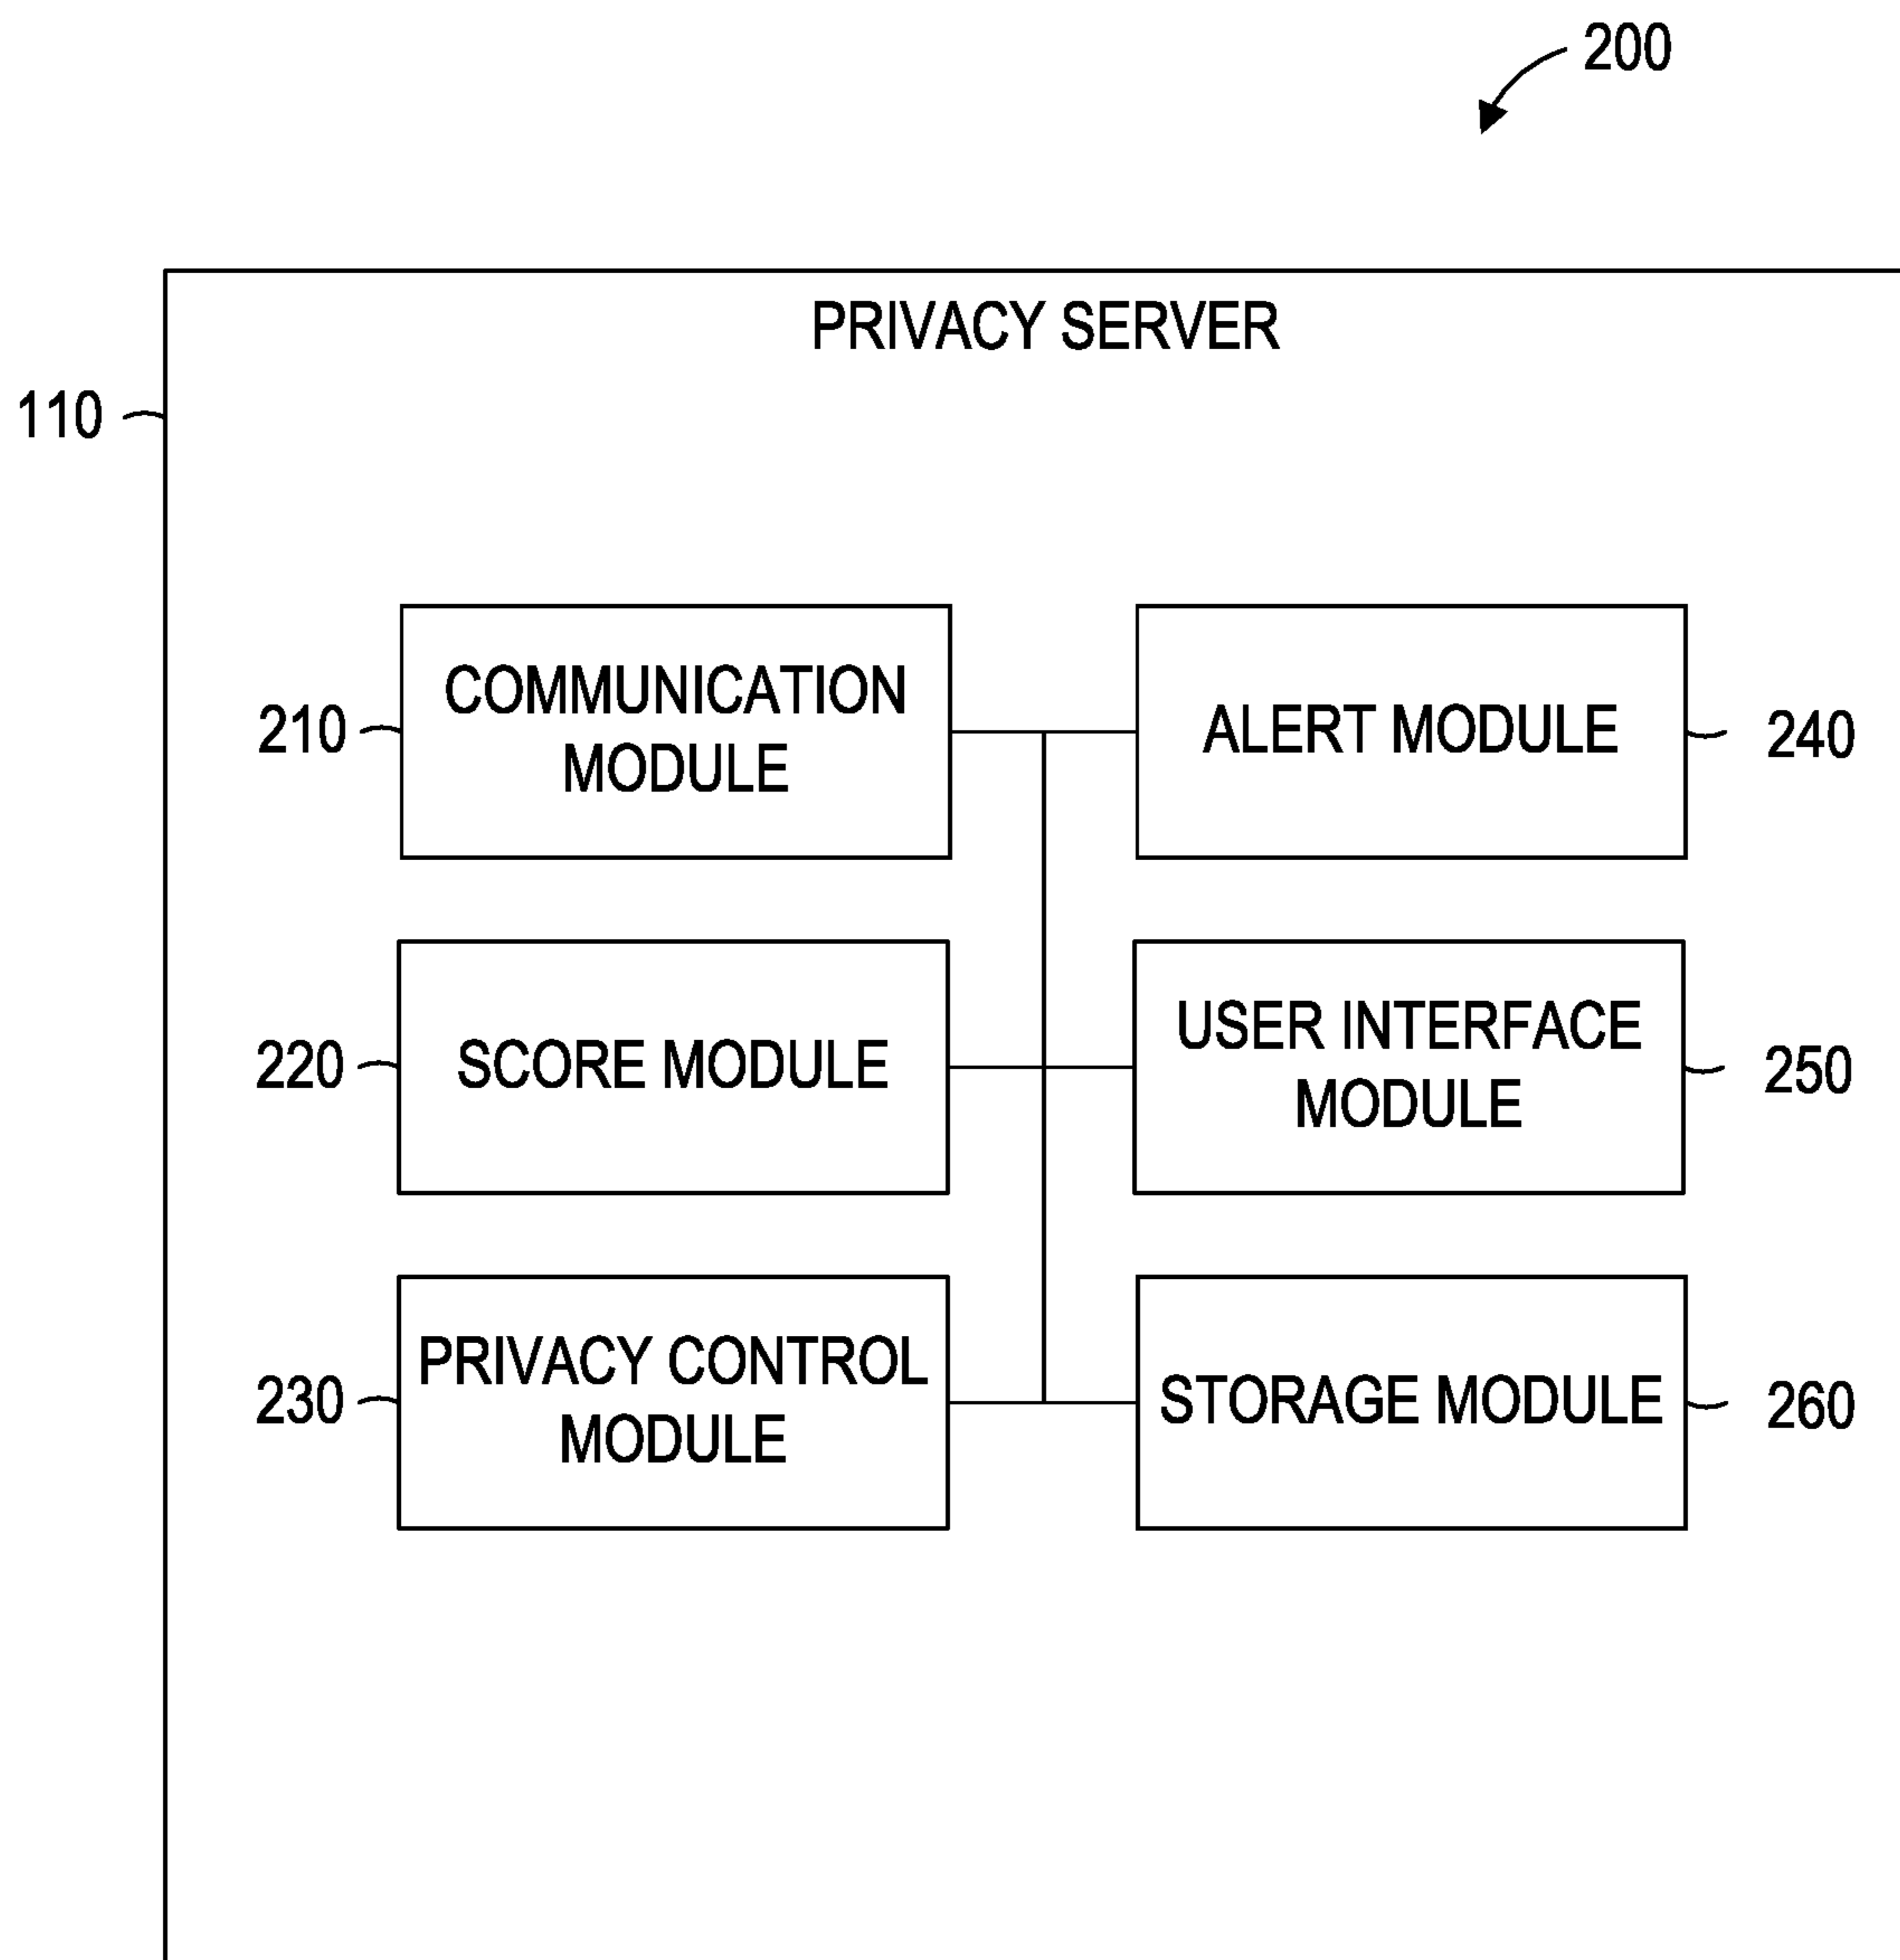 200
PRIVACY SERVER
110
COMMUNICATION
MODULE
210
ALERT MODULE
240
SCORE MODULE
220
USER INTERFACE
MODULE
250
PRIVACY CONTROL
MODULE
230
STORAGE MODULE
260